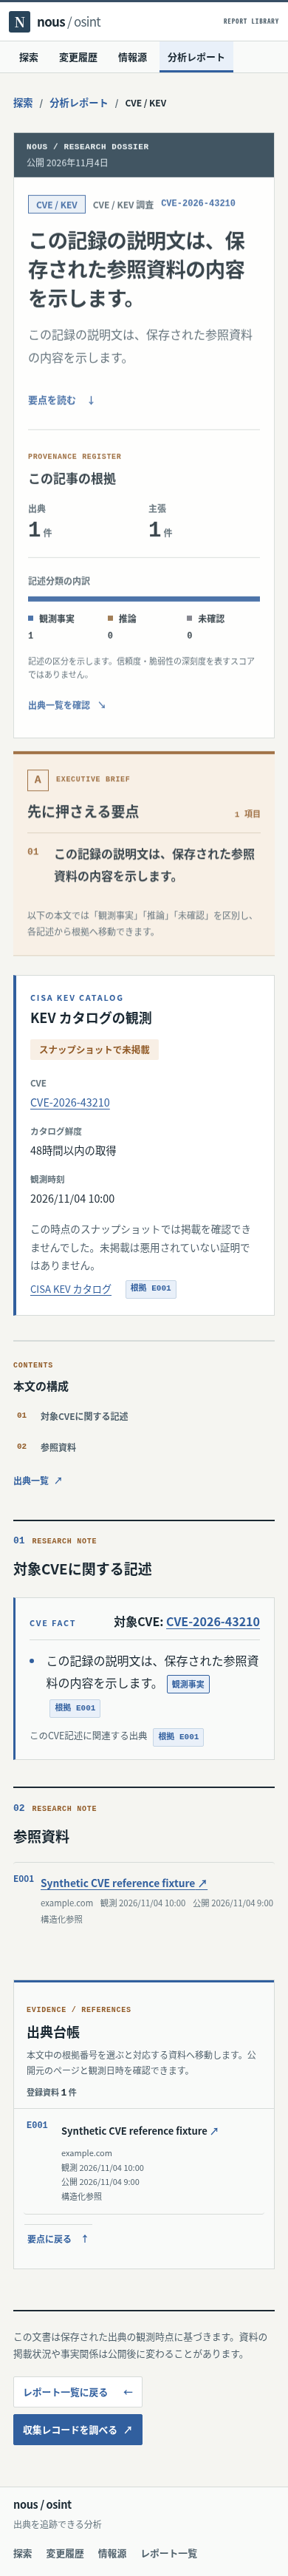 N nous / osint
REPORT LIBRARY
探索 変更履歴 情報源 分析レポート
探索 / 分析レポート / CVE / KEV
NOUS / RESEARCH DOSSIER
公開 2026年11月4日
CVE / KEV CVE / KEV 調査 CVE-2026-43210
この記録の説明文は、保
存された参照資料の内容
を示します。
この記録の説明文は、保存された参照資料
の内容を示します。
要点を読む ↓
PROVENANCE REGISTER
この記事の根拠
出典 主張
1 件 1 件
記述分類の内訳
観測事実 推論 未確認
1 0 0
記述の区分を示します。信頼度・脆弱性の深刻度を表すスコア
ではありません。
出典一覧を確認 ↘
A EXECUTIVE BRIEF
先に押さえる要点 1 項目
01 この記録の説明文は、保存された参照
資料の内容を示します。
以下の本文では「観測事実」「推論」「未確認」を区別し、
各記述から根拠へ移動できます。
CISA KEV CATALOG
KEV カタログの観測
スナップショットで未掲載
CVE
CVE-2026-43210
カタログ鮮度
48時間以内の取得
観測時刻
2026/11/04 10:00
この時点のスナップショットでは掲載を確認でき
ませんでした。未掲載は悪用されていない証明で
はありません。
CISA KEV カタログ 根拠 E001
CONTENTS
本文の構成
01 対象CVEに関する記述
02 参照資料
出典一覧 ↗
01 RESEARCH NOTE
対象CVEに関する記述
CVE FACT 対象CVE: CVE-2026-43210
• この記録の説明文は、保存された参照資
料の内容を示します。 観測事実
根拠 E001
このCVE記述に関連する出典 根拠 E001
02 RESEARCH NOTE
参照資料
E001 Synthetic CVE reference fixture ↗
example.com 観測 2026/11/04 10:00 公開 2026/11/04 9:00
構造化参照
EVIDENCE / REFERENCES
出典台帳
本文中の根拠番号を選ぶと対応する資料へ移動します。公
開元のページと観測日時を確認できます。
登録資料 1 件
E001 Synthetic CVE reference fixture ↗
example.com
観測 2026/11/04 10:00
公開 2026/11/04 9:00
構造化参照
要点に戻る ↑
この文書は保存された出典の観測時点に基づきます。資料の
掲載状況や事実関係は公開後に変わることがあります。
レポート一覧に戻る ←
収集レコードを調べる ↗
nous / osint
出典を追跡できる分析
探索 変更履歴 情報源 レポート一覧